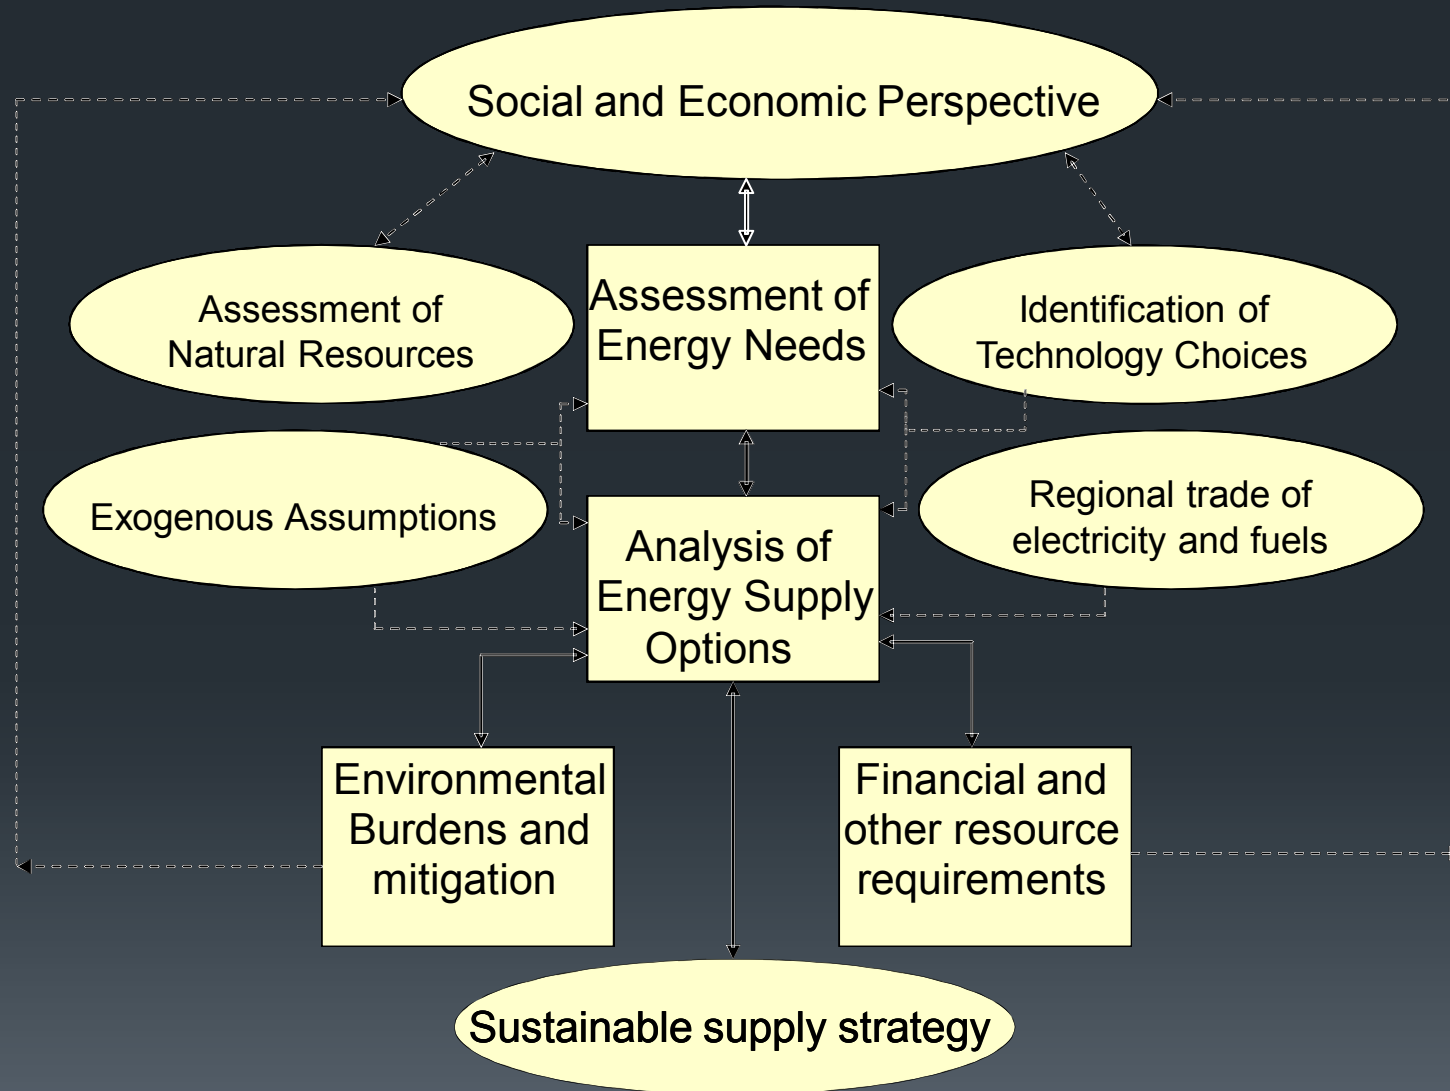 Social and Economic Perspective
Assessment of
Natural Resources
Assessment of
Energy Needs
Identification of
Technology Choices
Exogenous Assumptions
Analysis of
Energy Supply
Options
Regional trade of
electricity and fuels
Environmental
Burdens and
mitigation
Financial and
other resource
requirements
Sustainable supply strategy